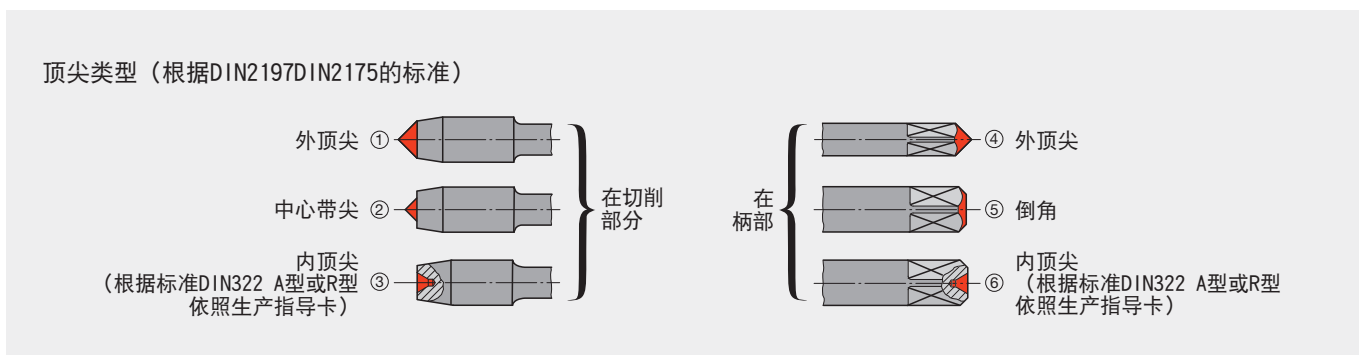 顶尖类型（根据DIN2197DIN2175的标准）
外顶尖 ①
中心带尖 ②
内顶尖
（根据标准DIN322 A型或R型 ③
依照生产指导卡）
在切削
部分
在
柄部
④ 外顶尖
⑤ 倒角
内顶尖
⑥ （根据标准DIN322 A型或R型
依照生产指导卡）